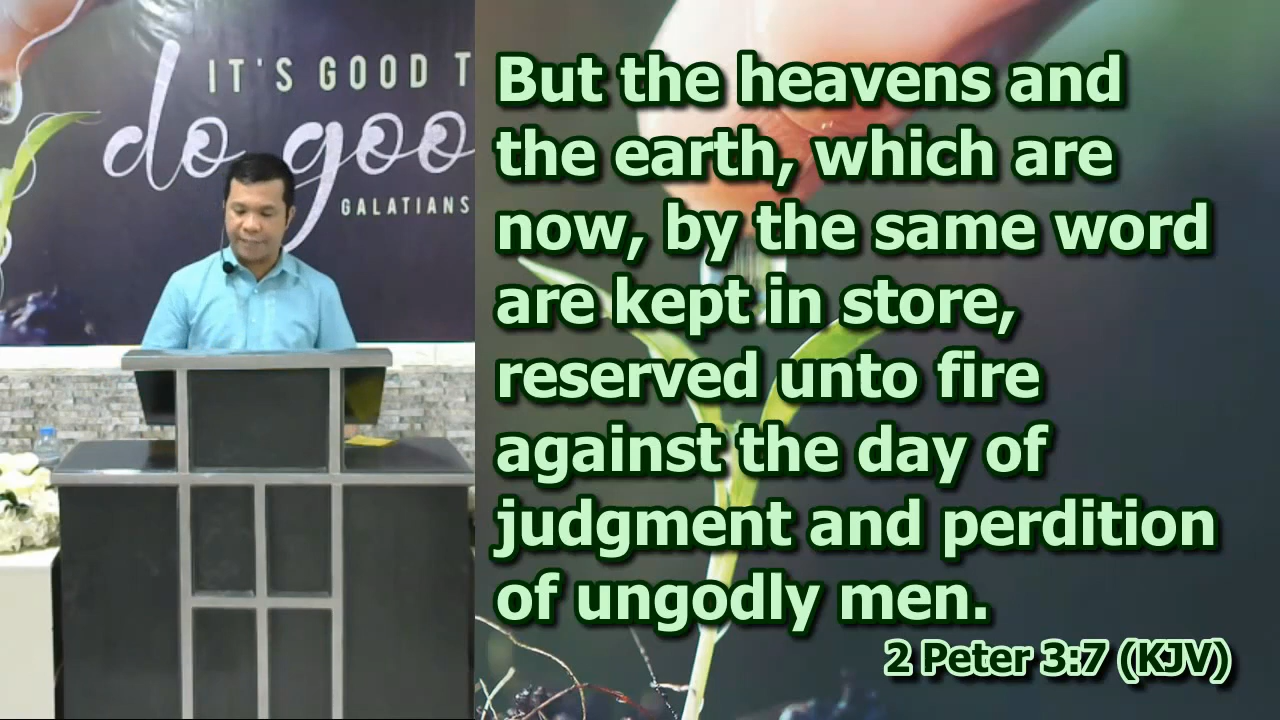 IT'S GOOD T
do goo
GALATIANS
But the heavens and
the earth, which are
now, by the same word
are kept in store,
reserved unto fire
against the day of
judgment and perdition
of ungodly men.
2 Peter 3:7 (KJV)